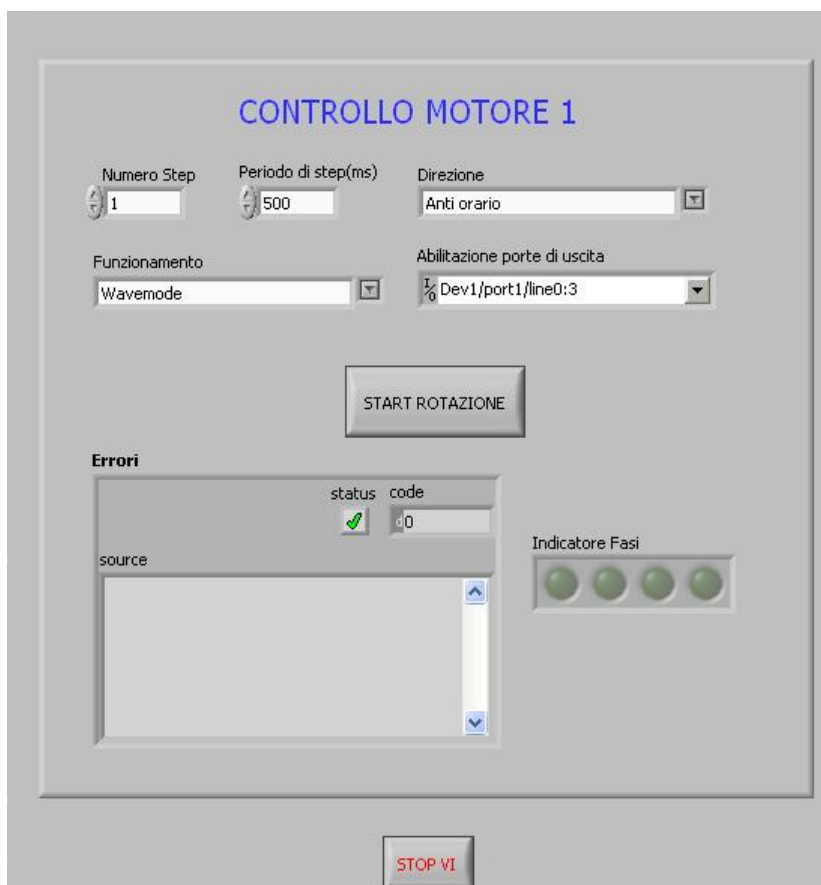 CONTROLLO MOTORE 1
Numero Step
Periodo di step(ms)
Direzione
1
500
Anti orario
Funzionamento
Abilitazione porte di uscita
Wavemode
I/O Dev1/port1/line0:3
START ROTAZIONE
Errori
status
code
d0
source
Indicatore Fasi
STOP VI